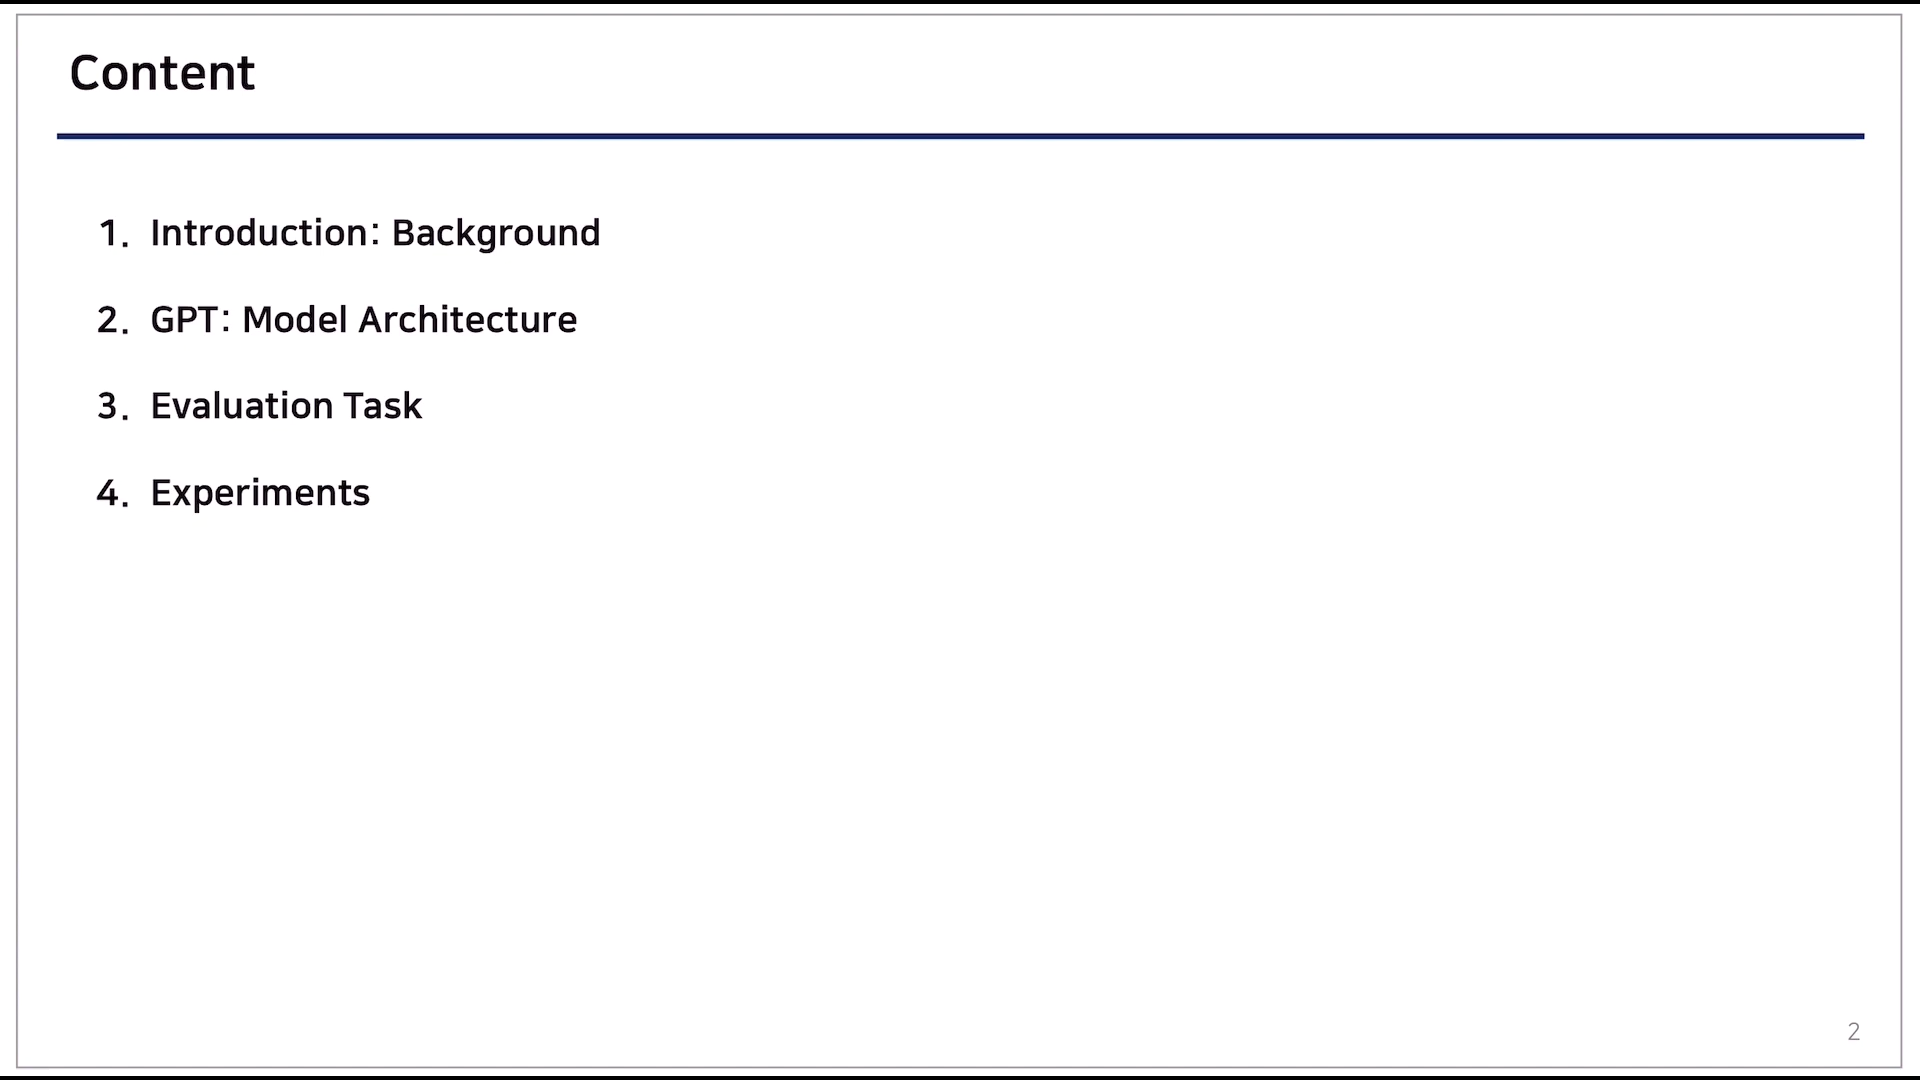 Content
1. Introduction: Background
2. GPT: Model Architecture
3. Evaluation Task
4. Experiments
2